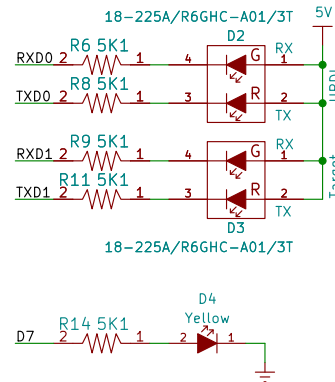 18-225A/R6GHC-A01/3T
5V
D2
RXD0 2 R6 5K1 1 4 G 1 RX
TXD0 2 R8 5K1 1 3 R 2 TX
RXD1 2 R9 5K1 1 4 G 1 RX
TXD1 2 R11 5K1 1 3 R 2 TX
D3
18-225A/R6GHC-A01/3T
Target
D4
Yellow
D7 2 R14 5K1 1 2 1